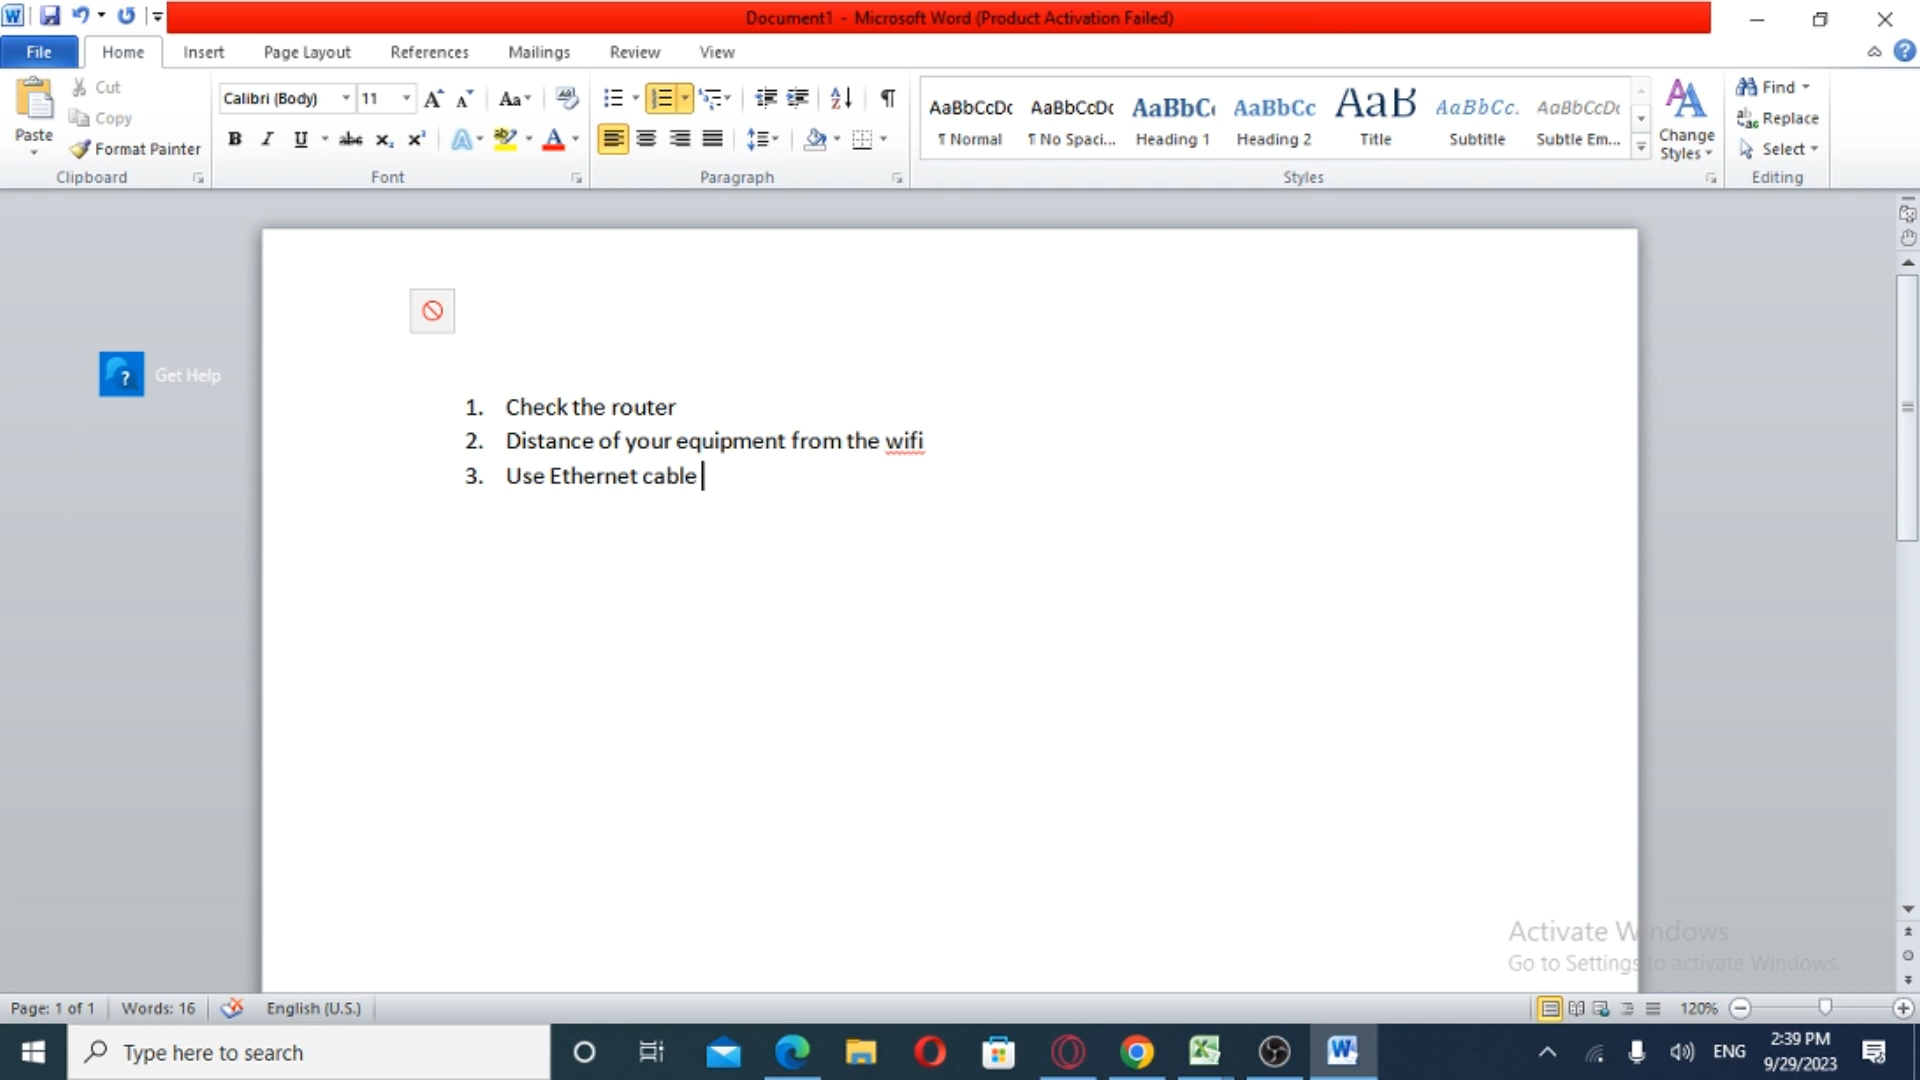 Document1 - Microsoft Word (Product Activation Failed)
File Home Insert Page Layout References Mailings Review View
Paste
Cut
Copy
Format Painter
Clipboard
Calibri (Body) 11
Font
Paragraph
AaBbCcDc AaBbCcDc AaBbC AaBbCc AaB AaBbCc. AaBbCcDc
¶ Normal ¶ No Spaci... Heading 1 Heading 2 Title Subtitle Subtle Em...
Styles
Change
Styles
Find
Replace
Select
Editing
Get Help
1. Check the router
2. Distance of your equipment from the wifi
3. Use Ethernet cable
Activate Windows
Go to Settings to activate Windows.
Page: 1 of 1 Words: 16 English (U.S.) 120%
Type here to search
ENG
2:39 PM
9/29/2023